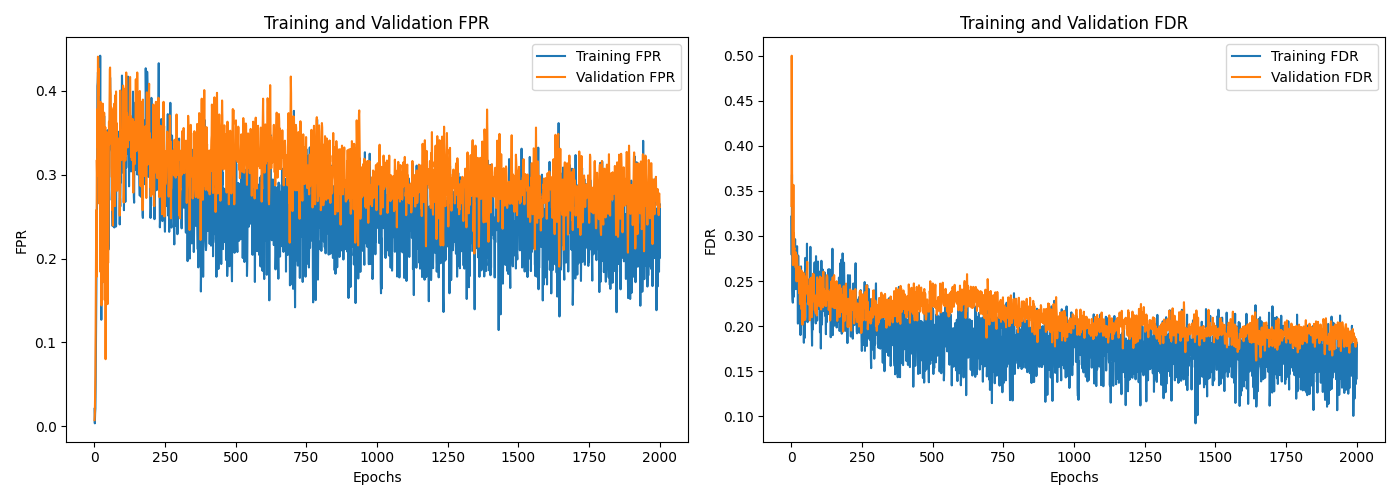 Training and Validation FPR
Training FPR
Validation FPR
0.4
0.3
0.2
0.1
0.0
FPR
0 250 500 750 1000 1250 1500 1750 2000
Epochs
Training and Validation FDR
Training FDR
Validation FDR
0.50
0.45
0.40
0.35
0.30
0.25
0.20
0.15
0.10
FDR
0 250 500 750 1000 1250 1500 1750 2000
Epochs